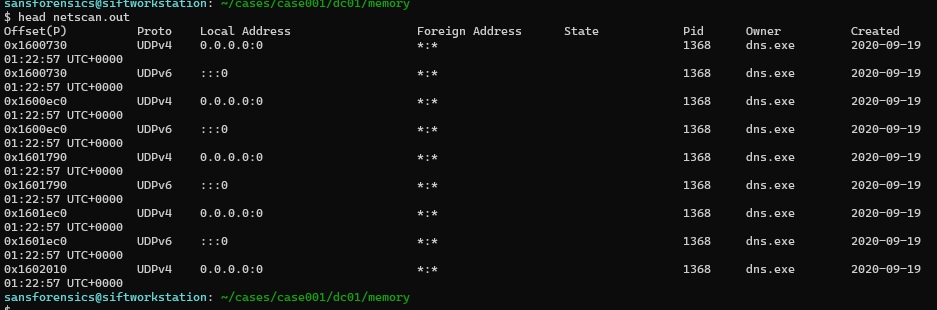 sansforensics@siftworkstation: ~/cases/case001/dc01/memory
$ head netscan.out
Offset(P) Proto Local Address Foreign Address State Pid Owner Created
0x1600730 UDPv4 0.0.0.0:0 *:* 1368 dns.exe 2020-09-19
01:22:57 UTC+0000
0x1600730 UDPv6 :::0 *:* 1368 dns.exe 2020-09-19
01:22:57 UTC+0000
0x1600ec0 UDPv4 0.0.0.0:0 *:* 1368 dns.exe 2020-09-19
01:22:57 UTC+0000
0x1600ec0 UDPv6 :::0 *:* 1368 dns.exe 2020-09-19
01:22:57 UTC+0000
0x1601790 UDPv4 0.0.0.0:0 *:* 1368 dns.exe 2020-09-19
01:22:57 UTC+0000
0x1601790 UDPv6 :::0 *:* 1368 dns.exe 2020-09-19
01:22:57 UTC+0000
0x1601ec0 UDPv4 0.0.0.0:0 *:* 1368 dns.exe 2020-09-19
01:22:57 UTC+0000
0x1601ec0 UDPv6 :::0 *:* 1368 dns.exe 2020-09-19
01:22:57 UTC+0000
0x1602010 UDPv4 0.0.0.0:0 *:* 1368 dns.exe 2020-09-19
01:22:57 UTC+0000
sansforensics@siftworkstation: ~/cases/case001/dc01/memory
$